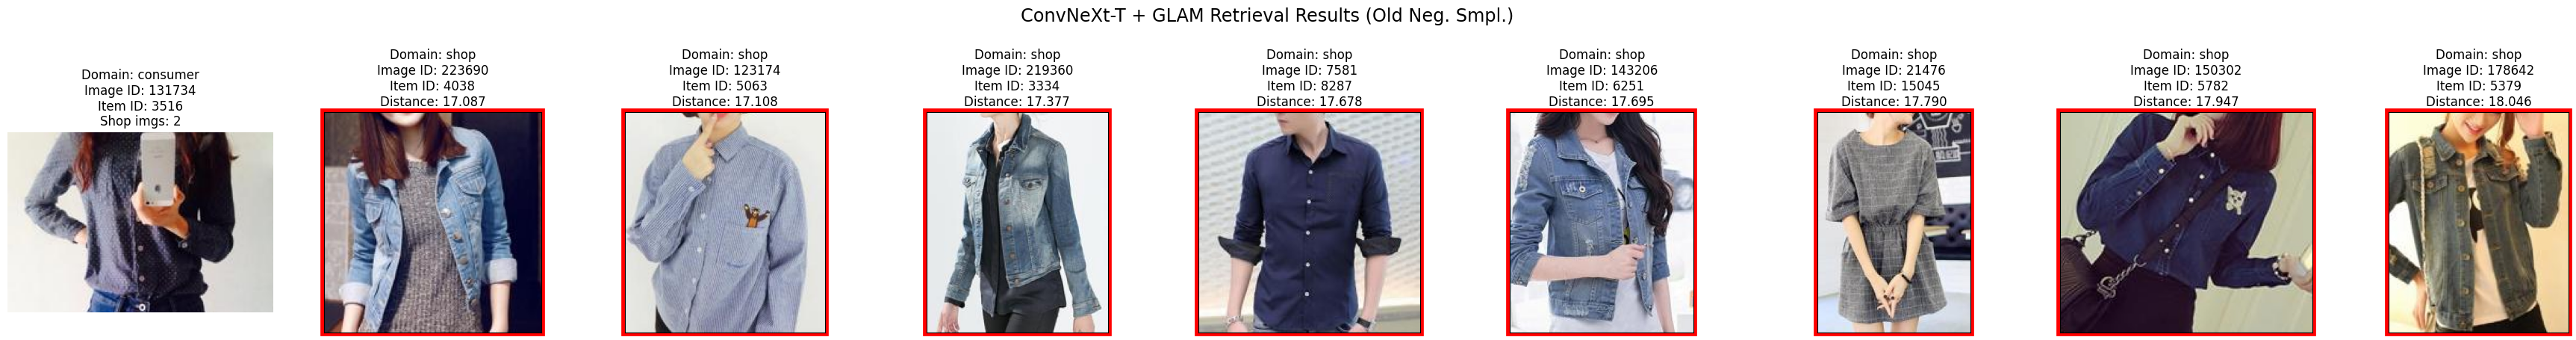 ConvNeXt-T + GLAM Retrieval Results (Old Neg. Smpl.)
Domain: consumer
Image ID: 131734
Item ID: 3516
Shop imgs: 2
Domain: shop
Image ID: 223690
Item ID: 4038
Distance: 17.087
Domain: shop
Image ID: 123174
Item ID: 5063
Distance: 17.108
Domain: shop
Image ID: 219360
Item ID: 3334
Distance: 17.377
Domain: shop
Image ID: 7581
Item ID: 8287
Distance: 17.678
Domain: shop
Image ID: 143206
Item ID: 6251
Distance: 17.695
Domain: shop
Image ID: 21476
Item ID: 15045
Distance: 17.790
Domain: shop
Image ID: 150302
Item ID: 5782
Distance: 17.947
Domain: shop
Image ID: 178642
Item ID: 5379
Distance: 18.046